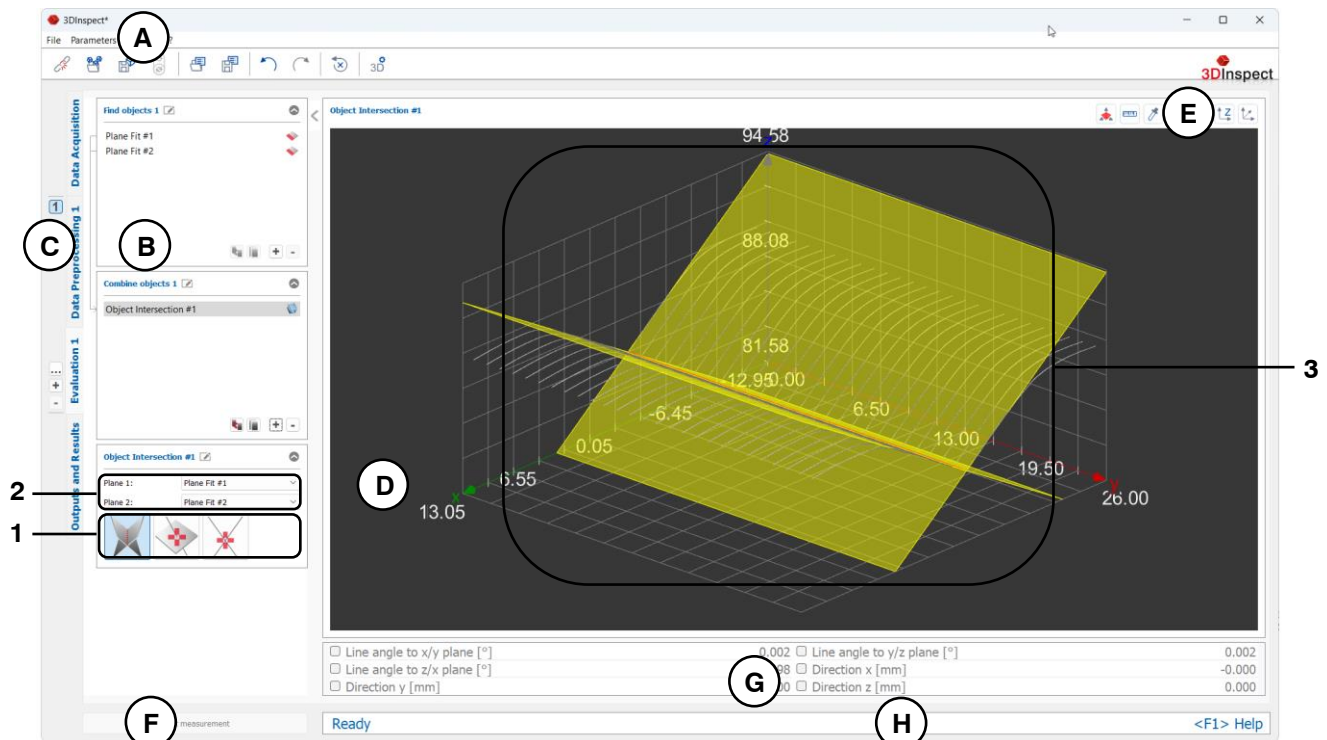 3DInspect*
File Parameters ?
A
3D
3DInspect
Data Acquisition
Data Preprocessing 1
Evaluation 1
Outputs and Results
1
...
+
-
C
Find objects 1
Plane Fit #1
Plane Fit #2
B
+ -
Combine objects 1
Object Intersection #1
+ -
Object Intersection #1
Plane 1: Plane Fit #1
Plane 2: Plane Fit #2
2
1
Object Intersection #1
E
Z
94.58
z
88.08
81.58
-12.95 0.00
-6.45
6.50
0.05
13.00
6.55
19.50
x
y
13.05
26.00
D
3
Line angle to x/y plane [°] 0.002 Line angle to y/z plane [°] 0.002
Line angle to z/x plane [°] 98 Direction x [mm] -0.000
Direction y [mm] 00 Direction z [mm] 0.000
G
F
measurement
Ready
H
<F1> Help